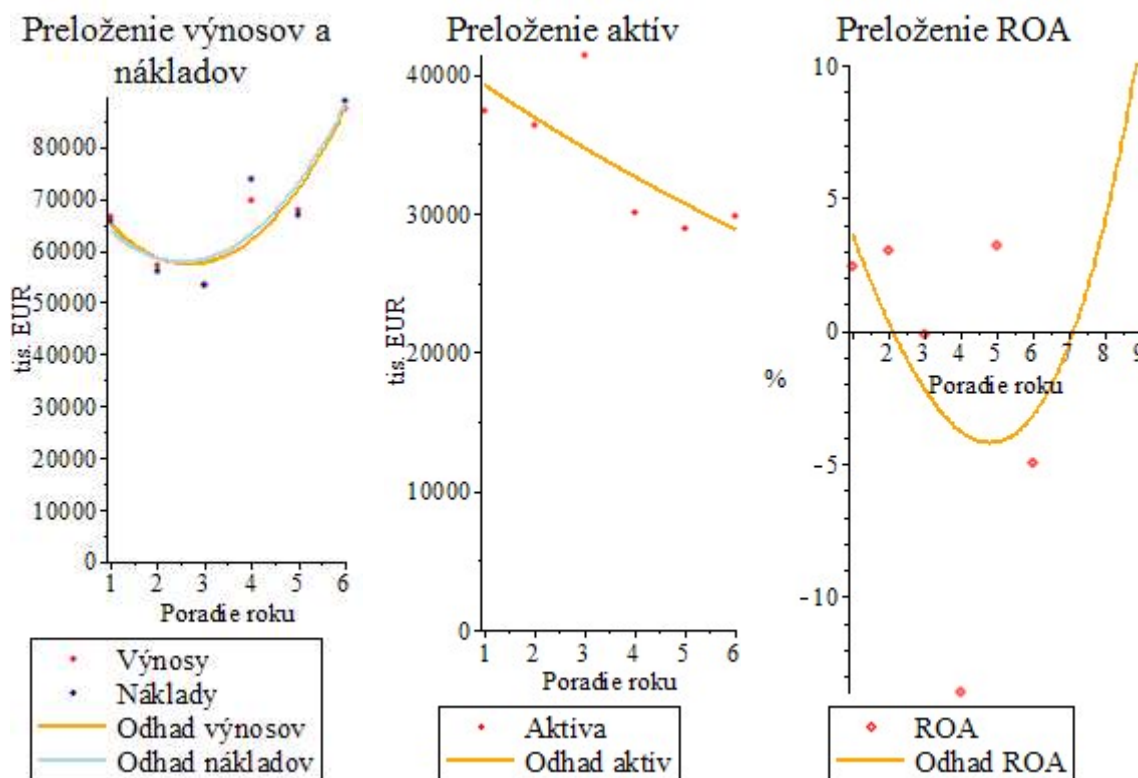 Preloženie výnosov a
nákladov
80000
70000
60000
50000
40000
30000
20000
10000
0
tis. EUR
1 2 3 4 5 6
Poradie roku
Výnosy
Náklady
Odhad výnosov
Odhad nákladov
Preloženie aktív
40000
30000
20000
10000
0
tis. EUR
1 2 3 4 5 6
Poradie roku
Aktíva
Odhad aktív
Preloženie ROA
10
5
0
-5
-10
%
2 3 4 5 6 7 8 9
Poradie roku
ROA
Odhad ROA